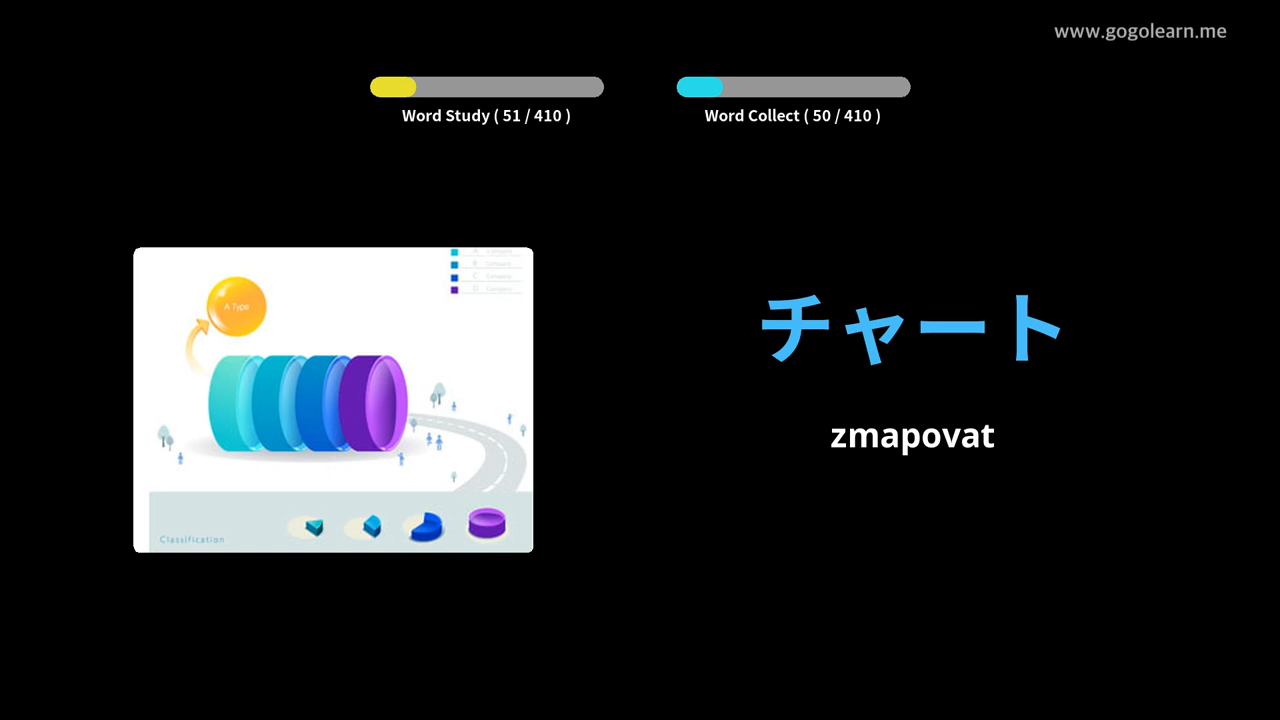 www.gogolearn.me
Word Study ( 51 / 410 )
Word Collect ( 50 / 410 )
A Type
チャート
zmapovat
Classification